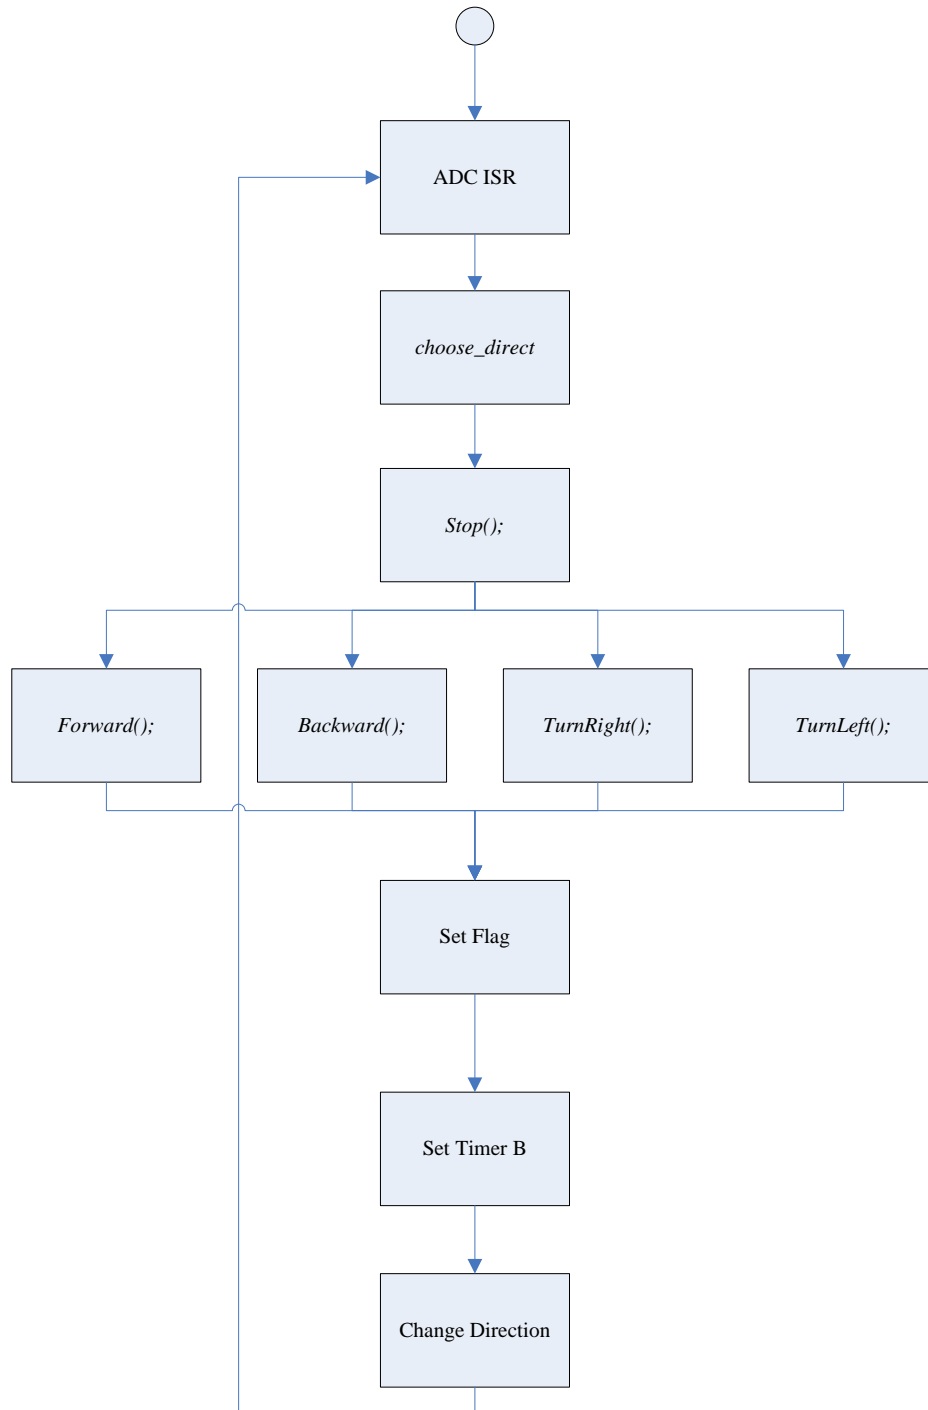 ADC ISR
choose_direct
Stop();
Forward();
Backward();
TurnRight();
TurnLeft();
Set Flag
Set Timer B
Change Direction